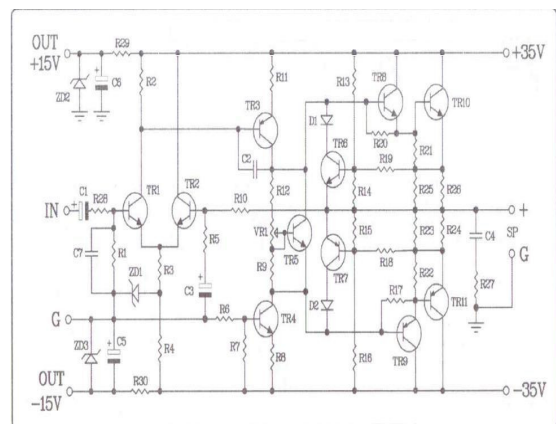 OUT
+15V
R29
+35V
ZD2
+
C6
R2
R11
R13
TR8
TR3
TR10
D1
R20
C2
TR6
R19
R21
R12
R14
R25
R26
IN
+
C1
R28
TR1
TR2
R10
+
VR1
TR5
R15
R23
R24
C4
SP
G
C7
R1
R3
R5
R9
TR7
R18
ZD1
+
C3
R22
R27
D2
R17
TR11
G
R6
TR4
ZD3
+
C5
R4
R7
R8
R16
TR9
OUT
-15V
R30
-35V